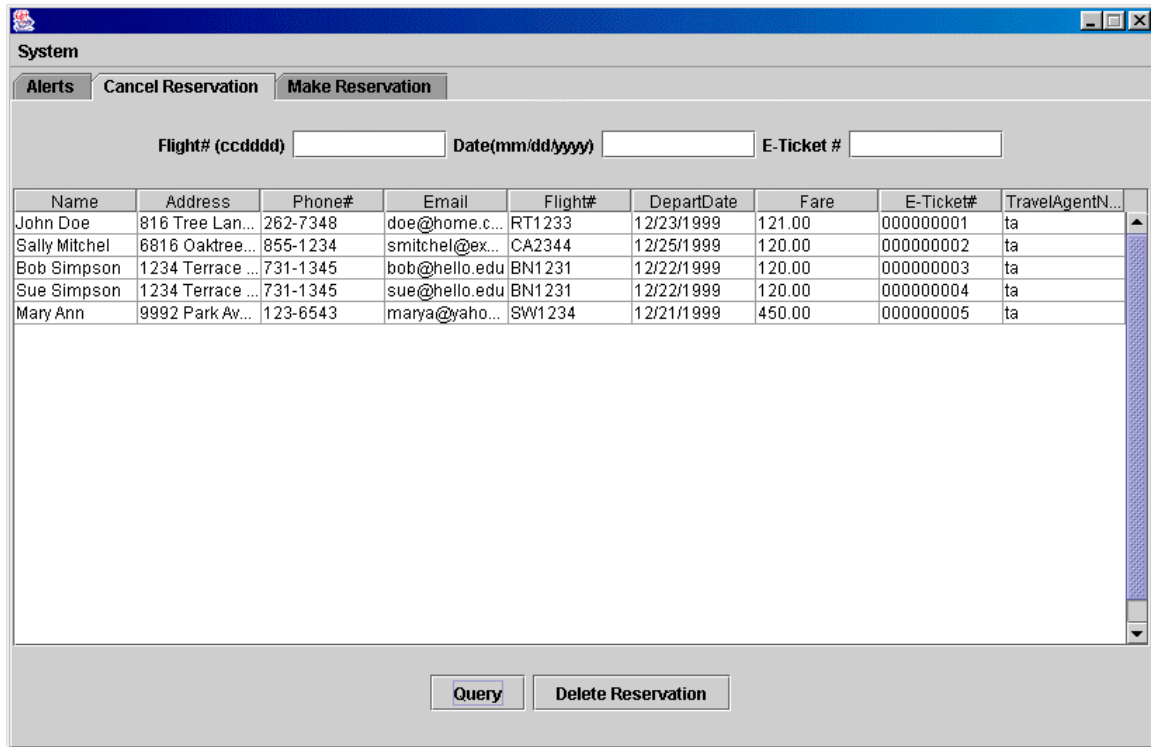 System
Alerts Cancel Reservation Make Reservation
Flight# (ccdddd) Date(mm/dd/yyyy) E-Ticket #
Name Address Phone# Email Flight# DepartDate Fare E-Ticket# TravelAgentN...
John Doe 816 Tree Lan... 262-7348 doe@home.c... RT1233 12/23/1999 121.00 000000001 ta
Sally Mitchel 6816 Oaktree... 855-1234 smitchel@ex... CA2344 12/25/1999 120.00 000000002 ta
Bob Simpson 1234 Terrace ... 731-1345 bob@hello.edu BN1231 12/22/1999 120.00 000000003 ta
Sue Simpson 1234 Terrace ... 731-1345 sue@hello.edu BN1231 12/22/1999 120.00 000000004 ta
Mary Ann 9992 Park Av... 123-6543 marya@yaho... SW1234 12/21/1999 450.00 000000005 ta
Query Delete Reservation